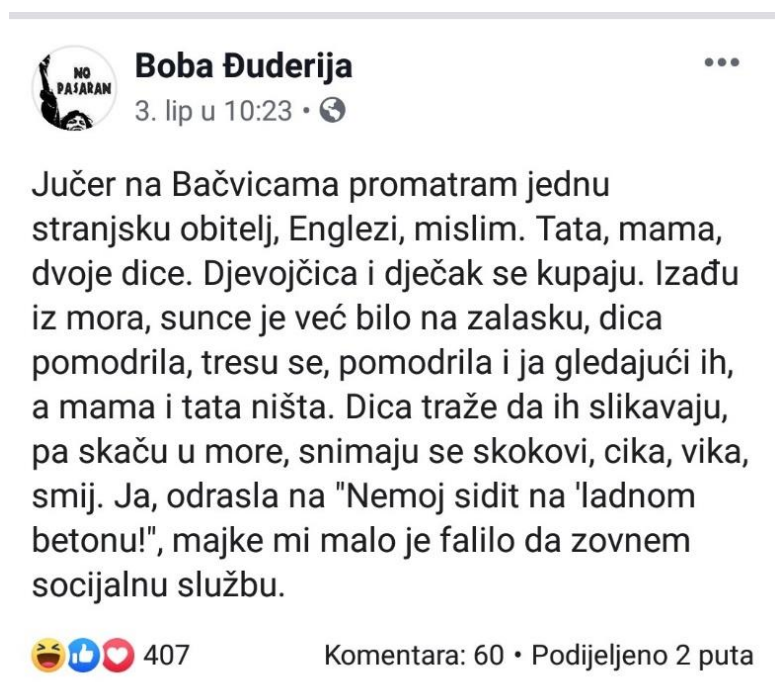 NO
PASARAN
Boba Đuderija
3. lip u 10:23 •
Jučer na Bačvicama promatram jednu
stranjsku obitelj, Englezi, mislim. Tata, mama,
dvoje dice. Djevojčica i dječak se kupaju. Izađu
iz mora, sunce je već bilo na zalasku, dica
pomodrila, tresu se, pomodrila i ja gledajući ih,
a mama i tata ništa. Dica traže da ih slikavaju,
pa skaču u more, snimaju se skokovi, cika, vika,
smij. Ja, odrasla na "Nemoj sidit na 'ladnom
betonu!", majke mi malo je falilo da zovnem
socijalnu službu.
407 Komentara: 60 • Podijeljeno 2 puta